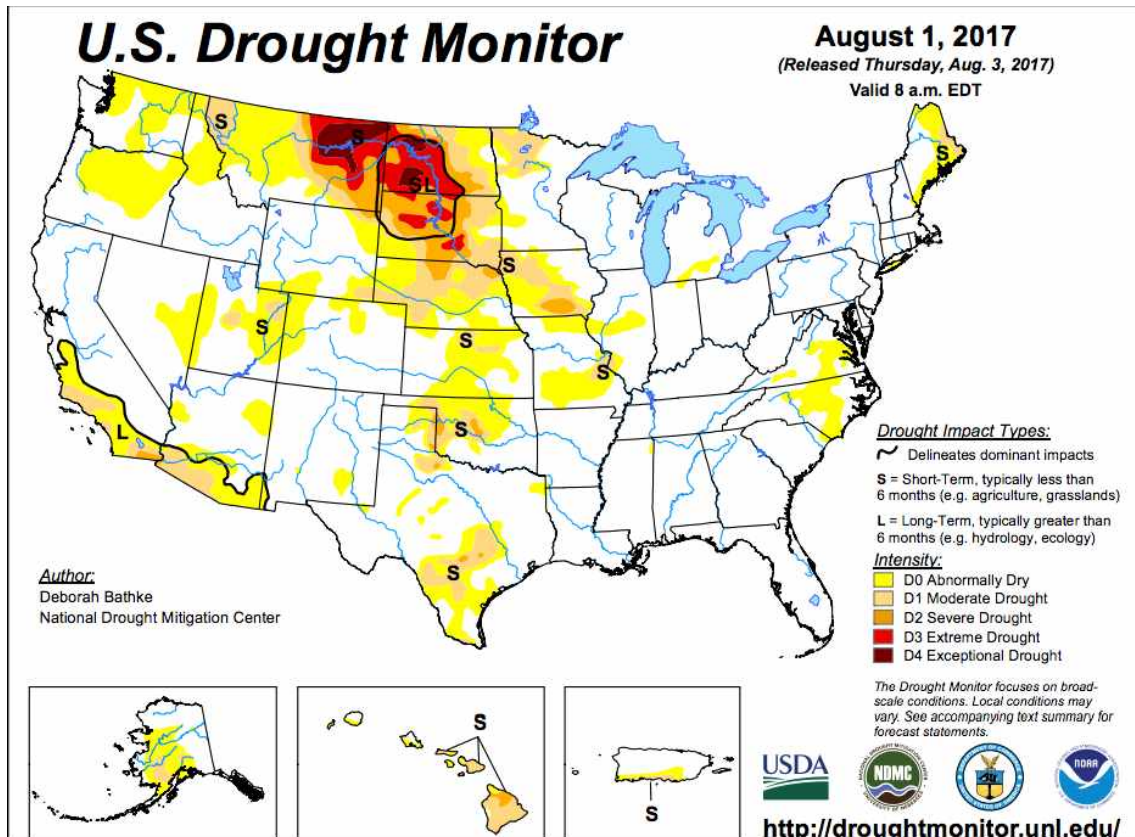 U.S. Drought Monitor
August 1, 2017
(Released Thursday, Aug. 3, 2017)
Valid 8 a.m. EDT
S
S
S
SL
S
S
S
S
L
S
S
Drought Impact Types:
Delineates dominant impacts
S = Short-Term, typically less than
6 months (e.g. agriculture, grasslands)
L = Long-Term, typically greater than
6 months (e.g. hydrology, ecology)
Intensity:
D0 Abnormally Dry
D1 Moderate Drought
D2 Severe Drought
D3 Extreme Drought
D4 Exceptional Drought
Author:
Deborah Bathke
National Drought Mitigation Center
The Drought Monitor focuses on broad-
scale conditions. Local conditions may
vary. See accompanying text summary for
forecast statements.
S
S
USDA
NDMC
NOAA
http://droughtmonitor.unl.edu/